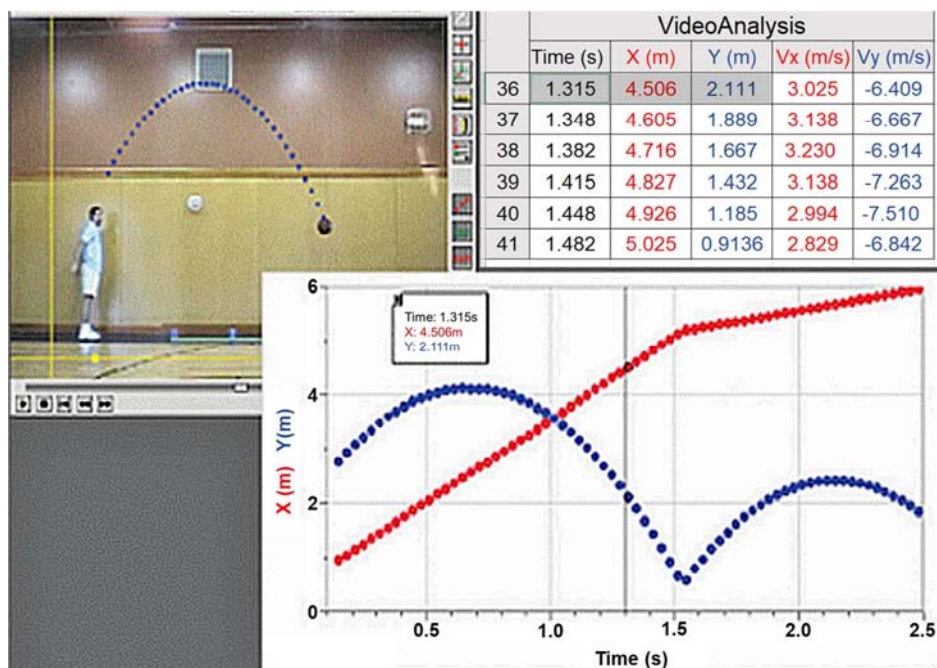 VideoAnalysis
Time (s) X (m) Y (m) Vx (m/s) Vy (m/s)
36 1.315 4.506 2.111 3.025 -6.409
37 1.348 4.605 1.889 3.138 -6.667
38 1.382 4.716 1.667 3.230 -6.914
39 1.415 4.827 1.432 3.138 -7.263
40 1.448 4.926 1.185 2.994 -7.510
41 1.482 5.025 0.9136 2.829 -6.842
6
Time: 1.315s
X: 4.506m
Y: 2.111m
4
X (m) Y(m)
2
0
0.5 1.0 1.5 2.0 2.5
Time (s)